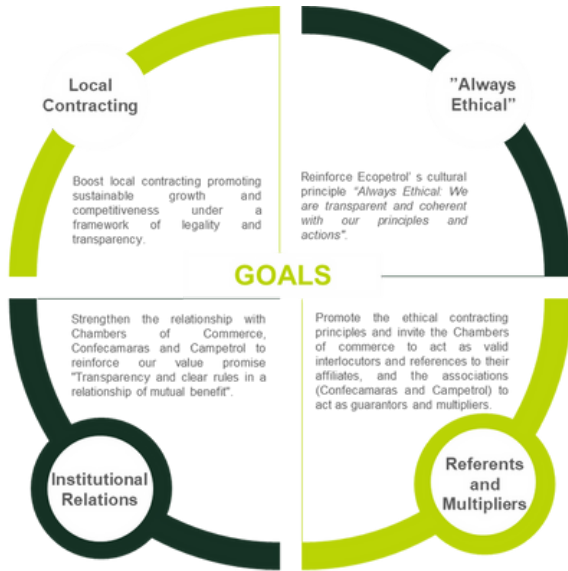 Local
Contracting
Boost local contracting promoting
sustainable growth and
competitiveness under a
framework of legality and
transparency.
”Always
Ethical”
Reinforce Ecopetrol’ s cultural
principle "Always Ethical: We
are transparent and coherent
with our principles and
actions".
GOALS
Strengthen the relationship with
Chambers of Commerce,
Confecamaras and Campetrol to
reinforce our value promise
"Transparency and clear rules in a
relationship of mutual benefit".
Institutional
Relations
Promote the ethical contracting
principles and invite the Chambers
of commerce to act as valid
interlocutors and references to their
affiliates, and the associations
(Confecamaras and Campetrol) to
act as guarantors and multipliers.
Referents
and
Multipliers